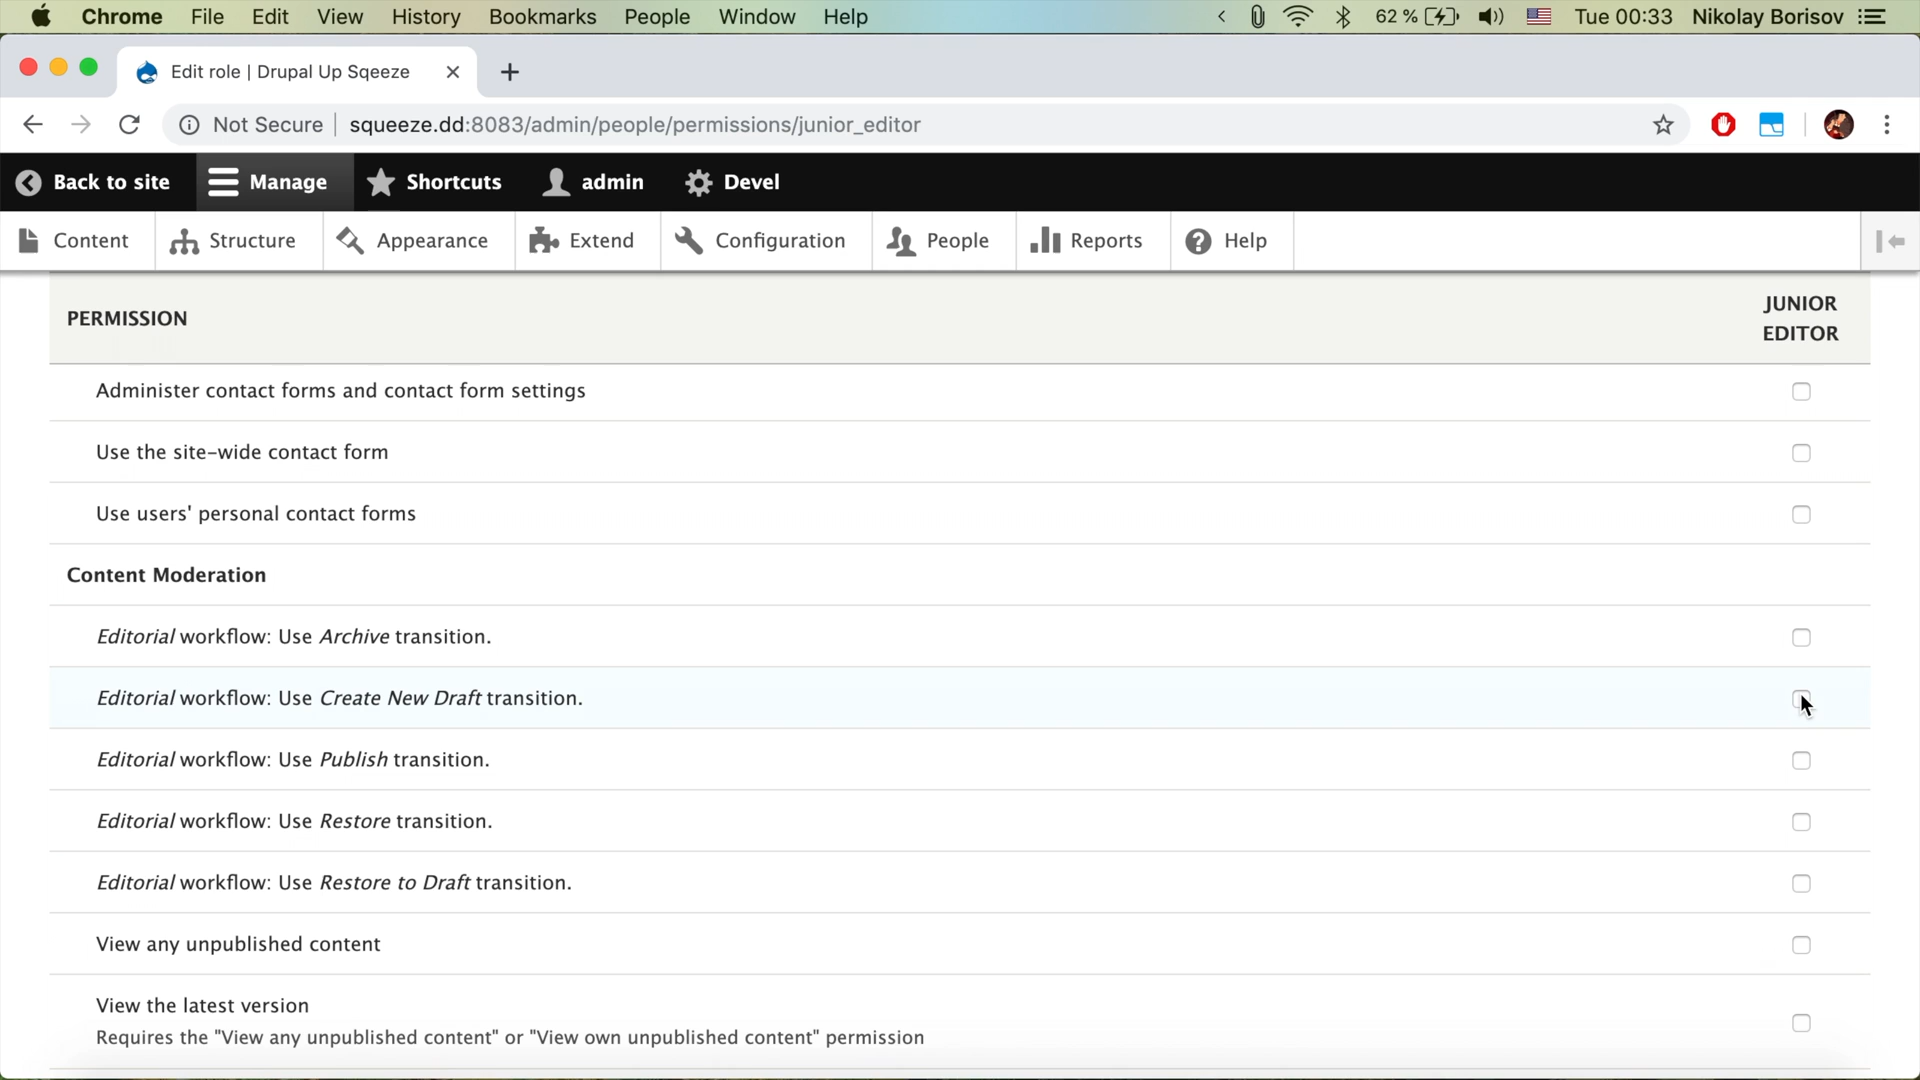 Chrome File Edit View History Bookmarks People Window Help 62 % Tue 00:33 Nikolay Borisov
Edit role | Drupal Up Sqeeze
Not Secure squeeze.dd:8083/admin/people/permissions/junior_editor
Back to site Manage Shortcuts admin Devel
Content Structure Appearance Extend Configuration People Reports Help
PERMISSION
JUNIOR
EDITOR
Administer contact forms and contact form settings
Use the site-wide contact form
Use users' personal contact forms
Content Moderation
Editorial workflow: Use Archive transition.
Editorial workflow: Use Create New Draft transition.
Editorial workflow: Use Publish transition.
Editorial workflow: Use Restore transition.
Editorial workflow: Use Restore to Draft transition.
View any unpublished content
View the latest version
Requires the "View any unpublished content" or "View own unpublished content" permission